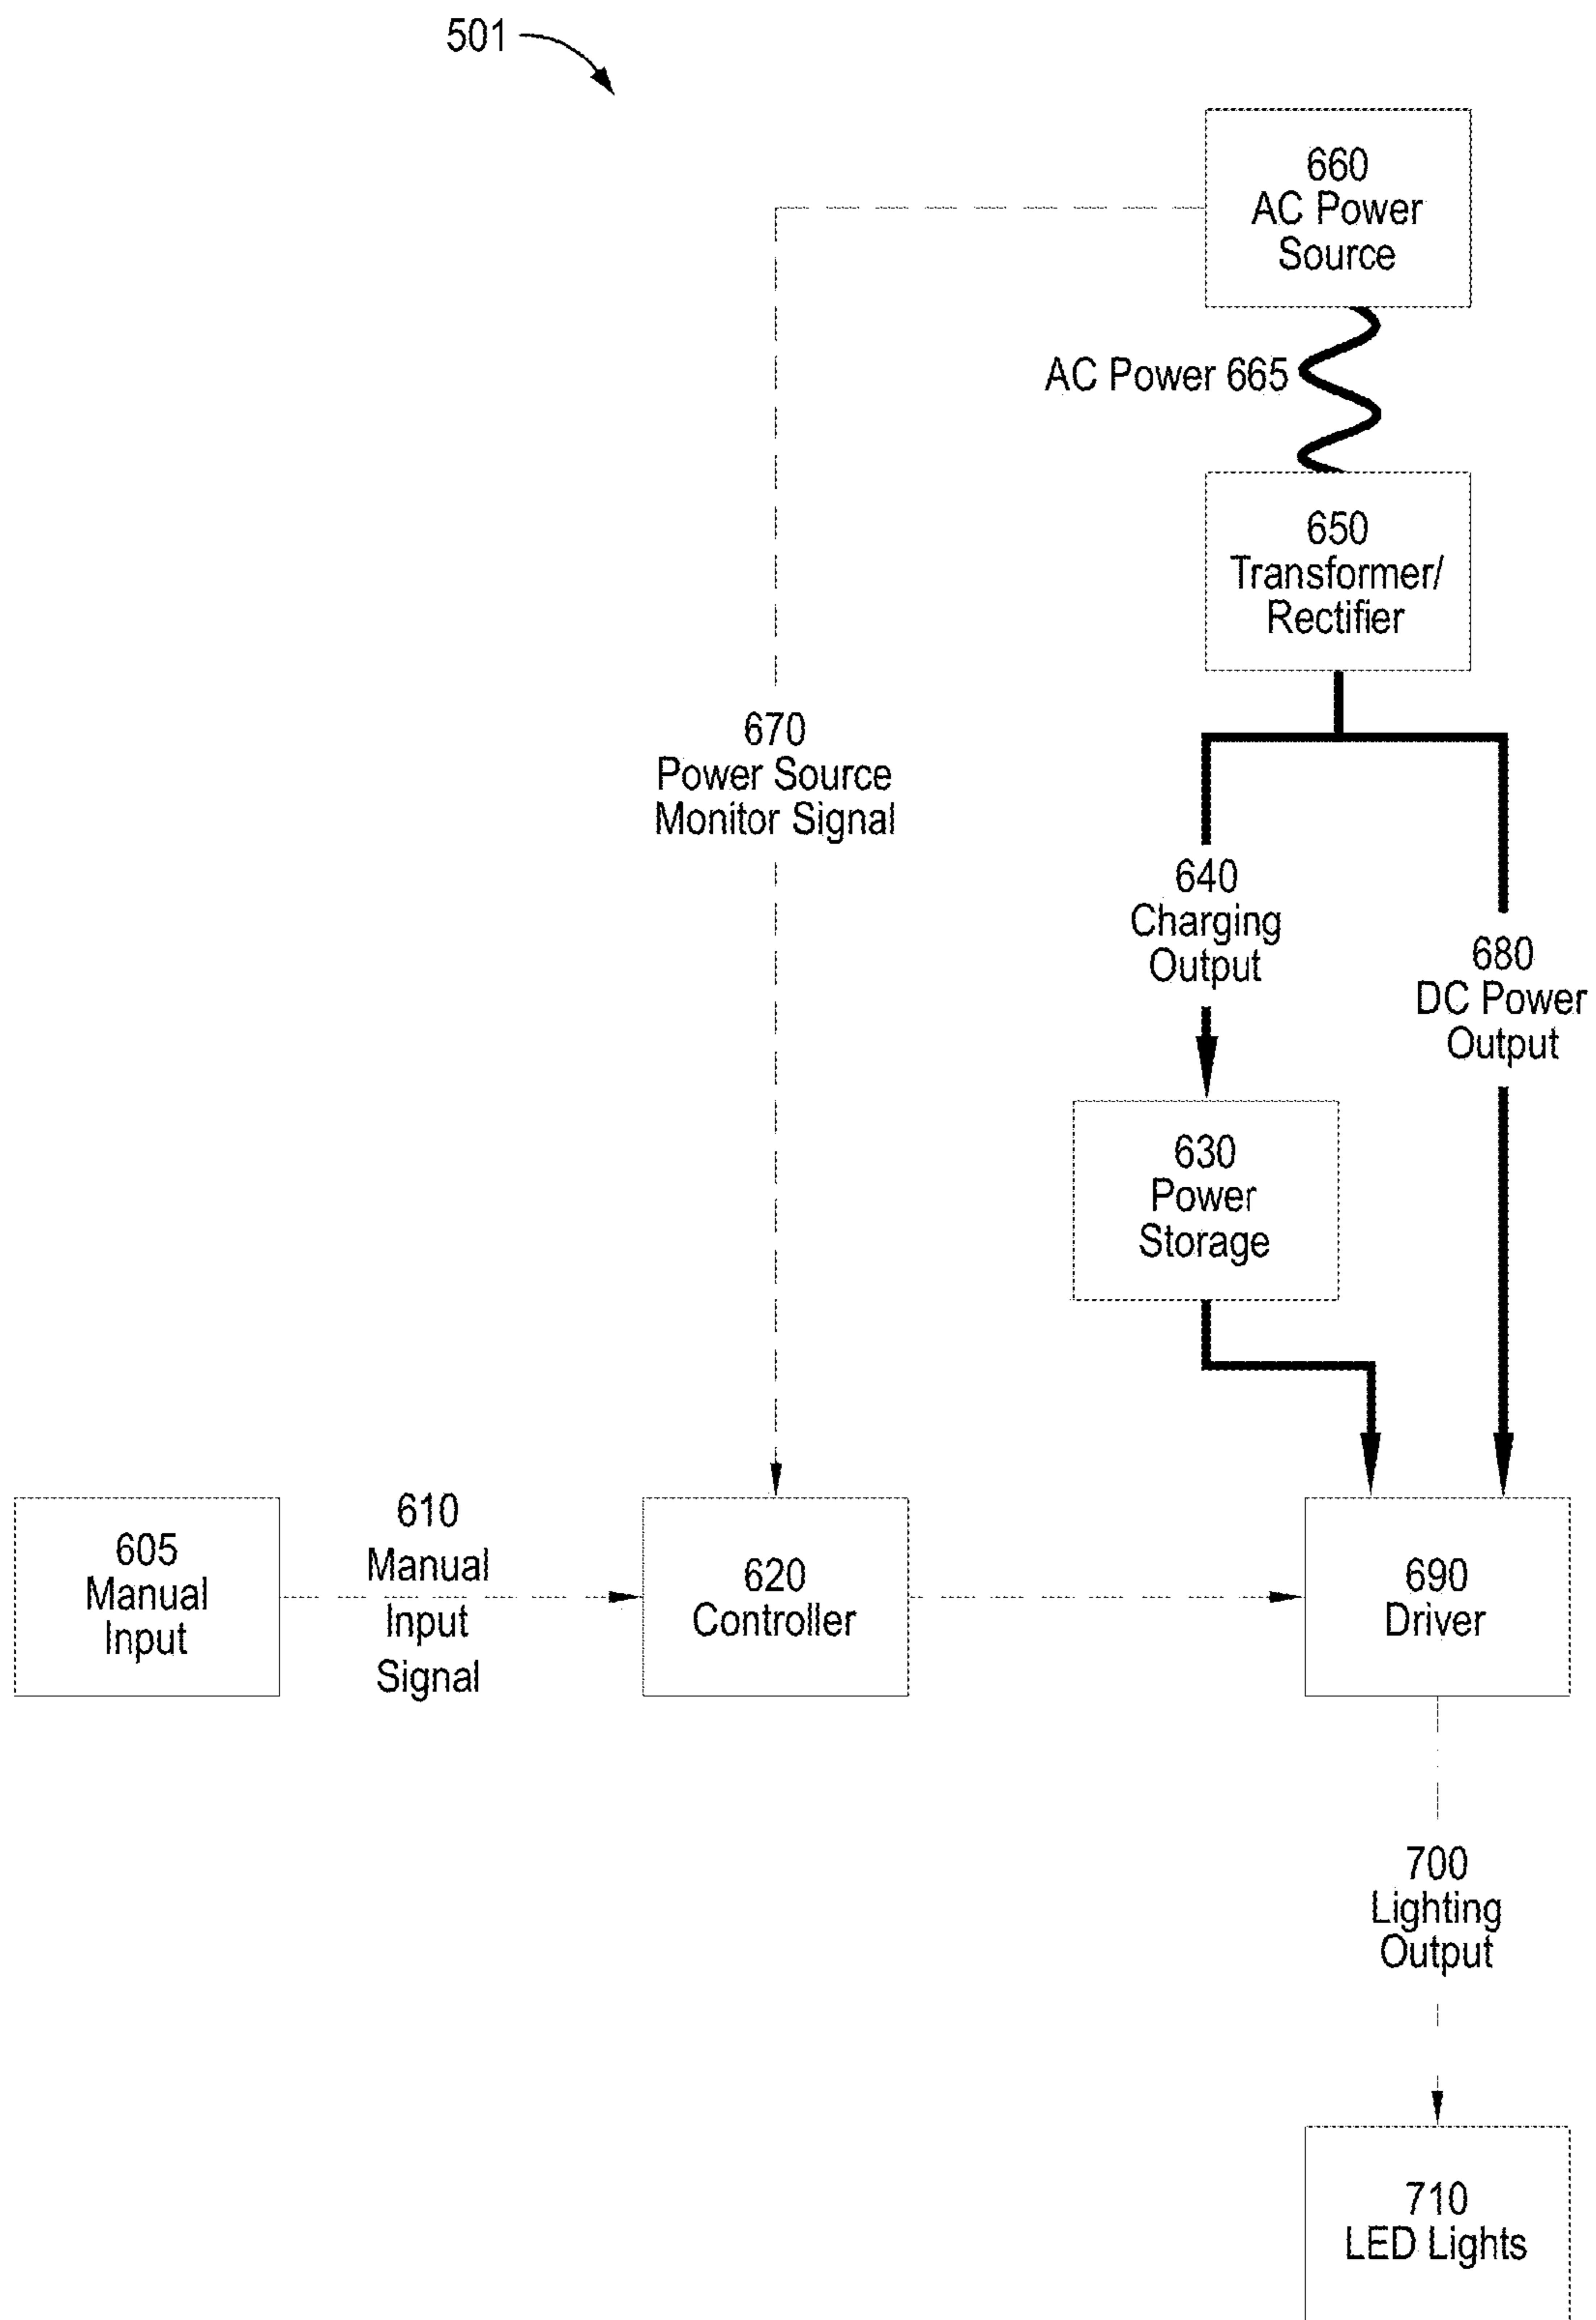 501
660
AC Power
Source
AC Power 665
650
Transformer/
Rectifier
670
Power Source
Monitor Signal
640
Charging
Output
680
DC Power
Output
630
Power
Storage
605
Manual
Input
610
Manual
Input
Signal
620
Controller
690
Driver
700
Lighting
Output
710
LED Lights